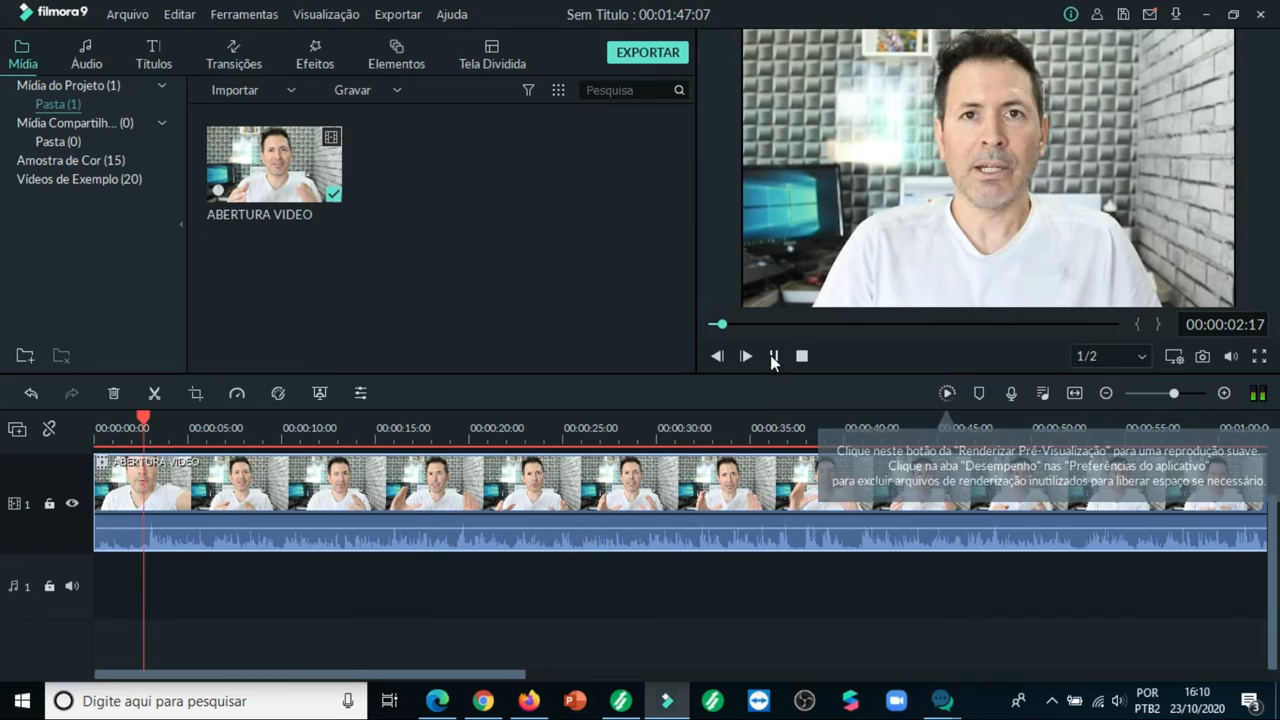 filmora9
Arquivo
Editar
Ferramentas
Visualização
Exportar
Ajuda
Sem Titulo : 00:01:47:07
Mídia
Áudio
Títulos
Transições
Efeitos
Elementos
Tela Dividida
EXPORTAR
Mídia do Projeto (1)
Pasta (1)
Mídia Compartilh... (0)
Pasta (0)
Amostra de Cor (15)
Vídeos de Exemplo (20)
Importar
Gravar
Pesquisa
ABERTURA VIDEO
00:00:02:17
1/2
00:00:00:00
00:00:05:00
00:00:10:00
00:00:15:00
00:00:20:00
00:00:25:00
00:00:30:00
00:00:35:00
00:00:40:00
00:00:45:00
00:00:50:00
00:00:55:00
00:01:00:0
Clique neste botão da "Renderizar Pré-Visualização" para uma reprodução suave.
Clique na aba "Desempenho" nas "Preferências do aplicativo"
para excluir arquivos de renderização inutilizados para liberar espaço se necessário.
ABERTURA VIDEO
1
1
Digite aqui para pesquisar
POR
PTB2
16:10
23/10/2020
3